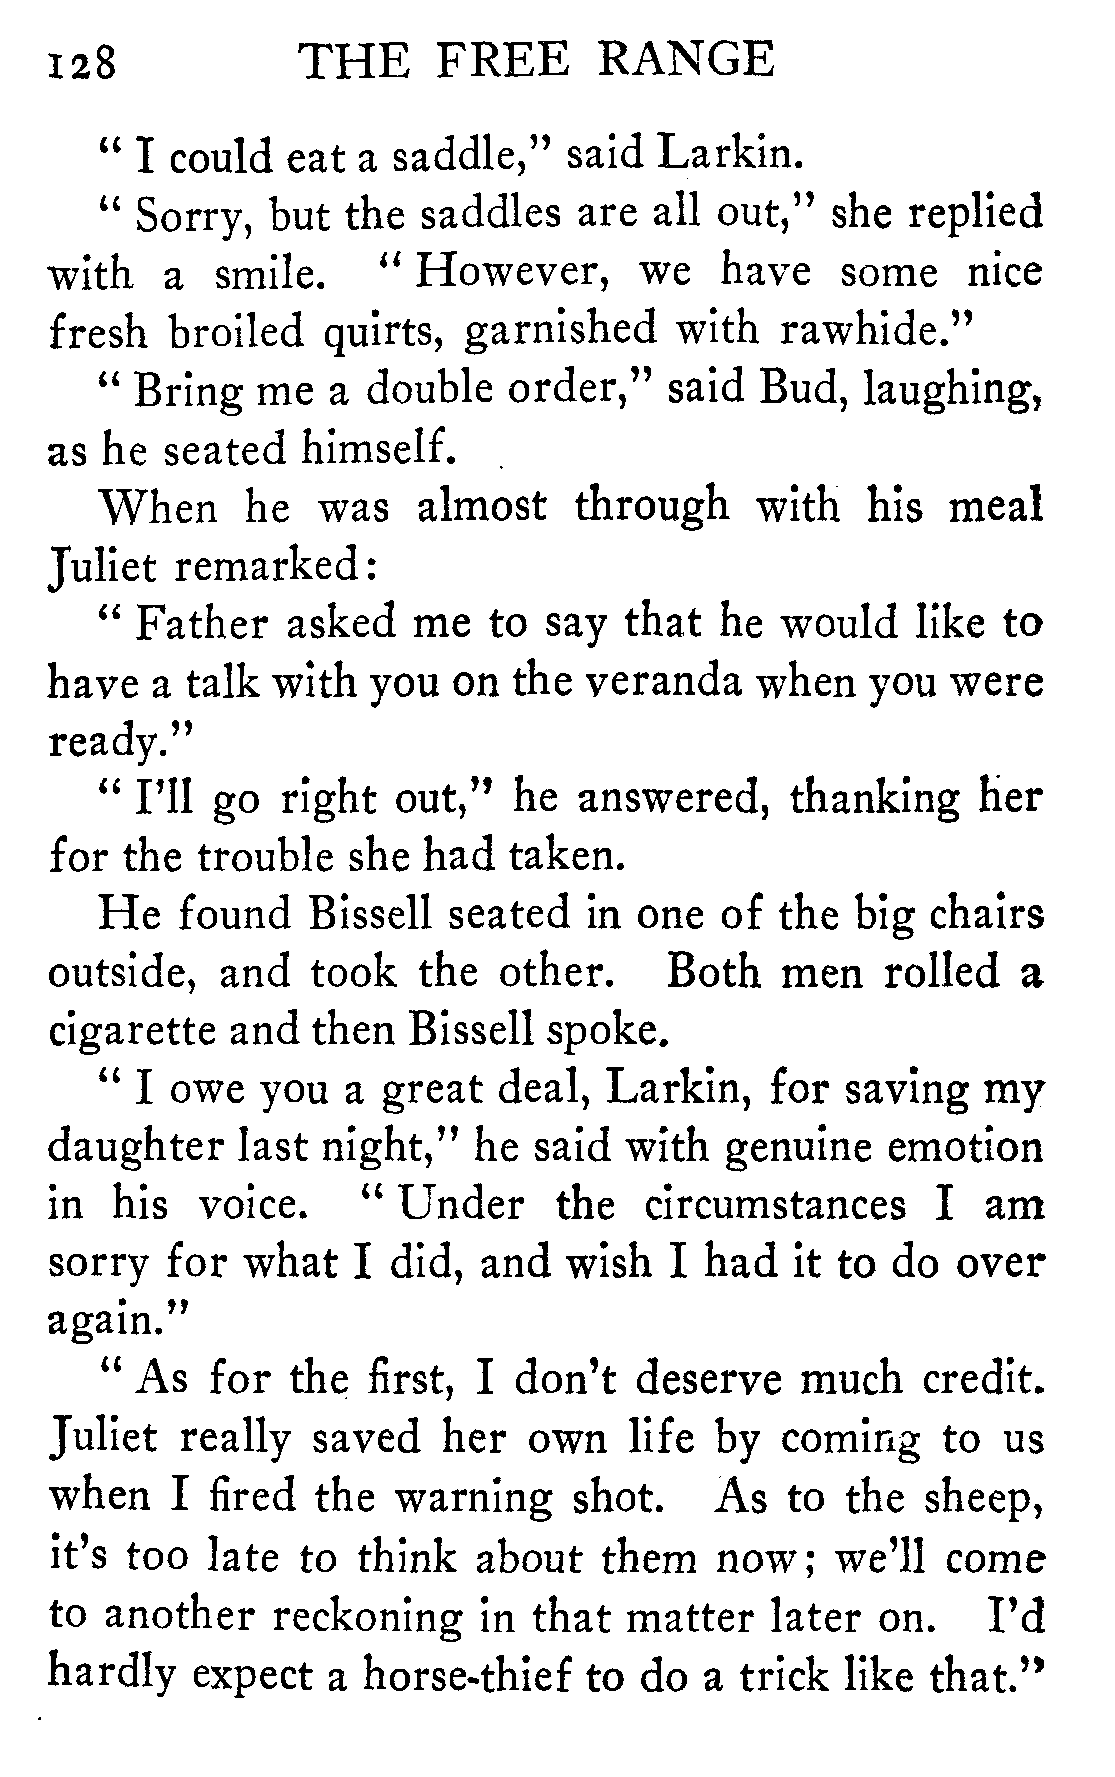 128 THE FREE RANGE
“ I could eat a saddle,” said Larkin.
“ Sorry, but the saddles are all out,” she replied
with a smile. “ However, we have some nice
fresh broiled quirts, garnished with rawhide.”
“ Bring me a double order,” said Bud, laughing,
as he seated himself.
When he was almost through with his meal
Juliet remarked:
“ Father asked me to say that he would like to
have a talk with you on the veranda when you were
ready.”
“ I’ll go right out,” he answered, thanking her
for the trouble she had taken.
He found Bissell seated in one of the big chairs
outside, and took the other. Both men rolled a
cigarette and then Bissell spoke.
“ I owe you a great deal, Larkin, for saving my
daughter last night,” he said with genuine emotion
in his voice. “ Under the circumstances I am
sorry for what I did, and wish I had it to do over
again.”
“ As for the first, I don’t deserve much credit.
Juliet really saved her own life by coming to us
when I fired the warning shot. As to the sheep,
it’s too late to think about them now; we’ll come
to another reckoning in that matter later on. I’d
hardly expect a horse-thief to do a trick like that.”